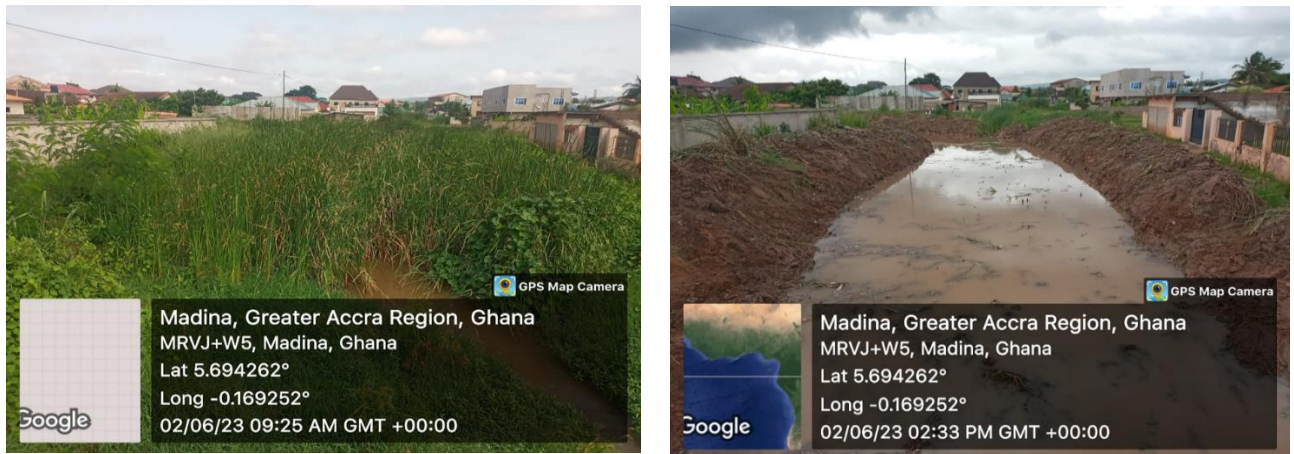 GPS Map Camera
Madina, Greater Accra Region, Ghana
MRVJ+W5, Madina, Ghana
Lat 5.694262°
Long -0.169252°
02/06/23 09:25 AM GMT +00:00
Google
GPS Map Camera
Madina, Greater Accra Region, Ghana
MRVJ+W5, Madina, Ghana
Lat 5.694262°
Long -0.169252°
02/06/23 02:33 PM GMT +00:00
Google